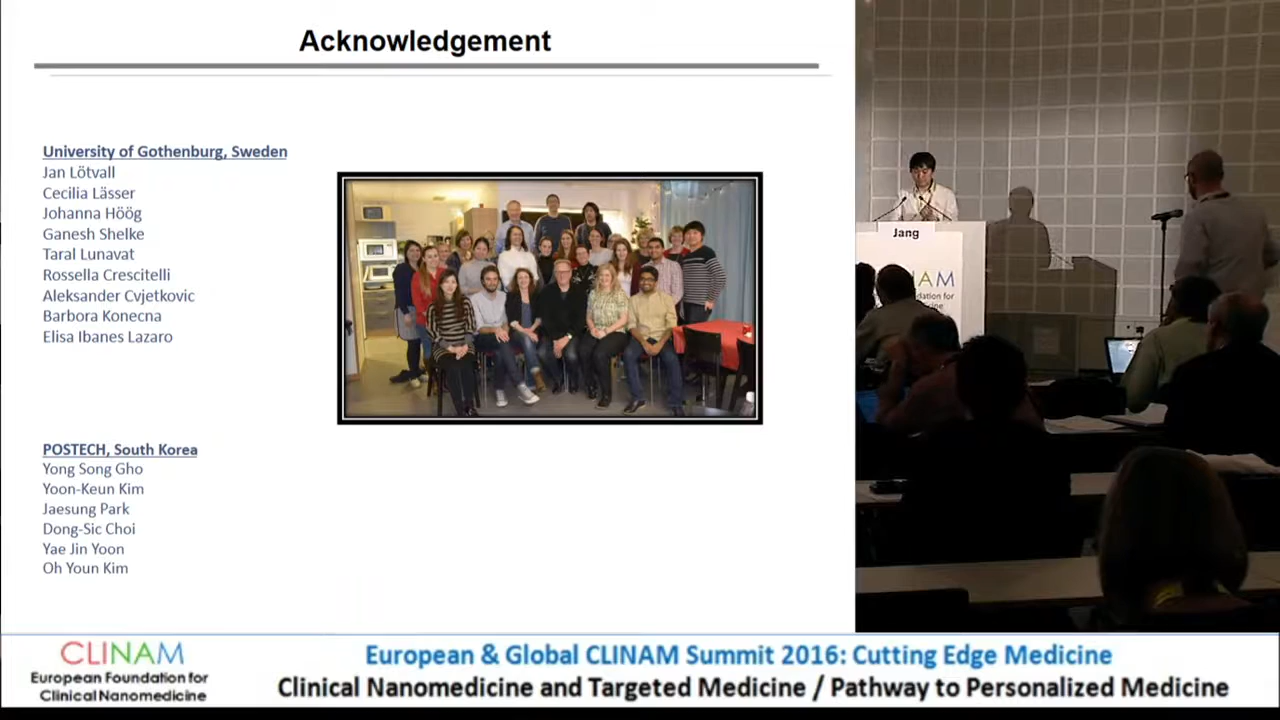 Acknowledgement
University of Gothenburg, Sweden
Jan Lötvall
Cecilia Lässer
Johanna Höög
Ganesh Shelke
Taral Lunavat
Rossella Crescitelli
Aleksander Cvjetkovic
Barbora Konecna
Elisa Ibanes Lazaro
POSTECH, South Korea
Yong Song Gho
Yoon-Keun Kim
Jaesung Park
Dong-Sic Choi
Yae Jin Yoon
Oh Youn Kim
Jang
CLINAM
European Foundation for
Clinical Nanomedicine
European & Global CLINAM Summit 2016: Cutting Edge Medicine
Clinical Nanomedicine and Targeted Medicine / Pathway to Personalized Medicine